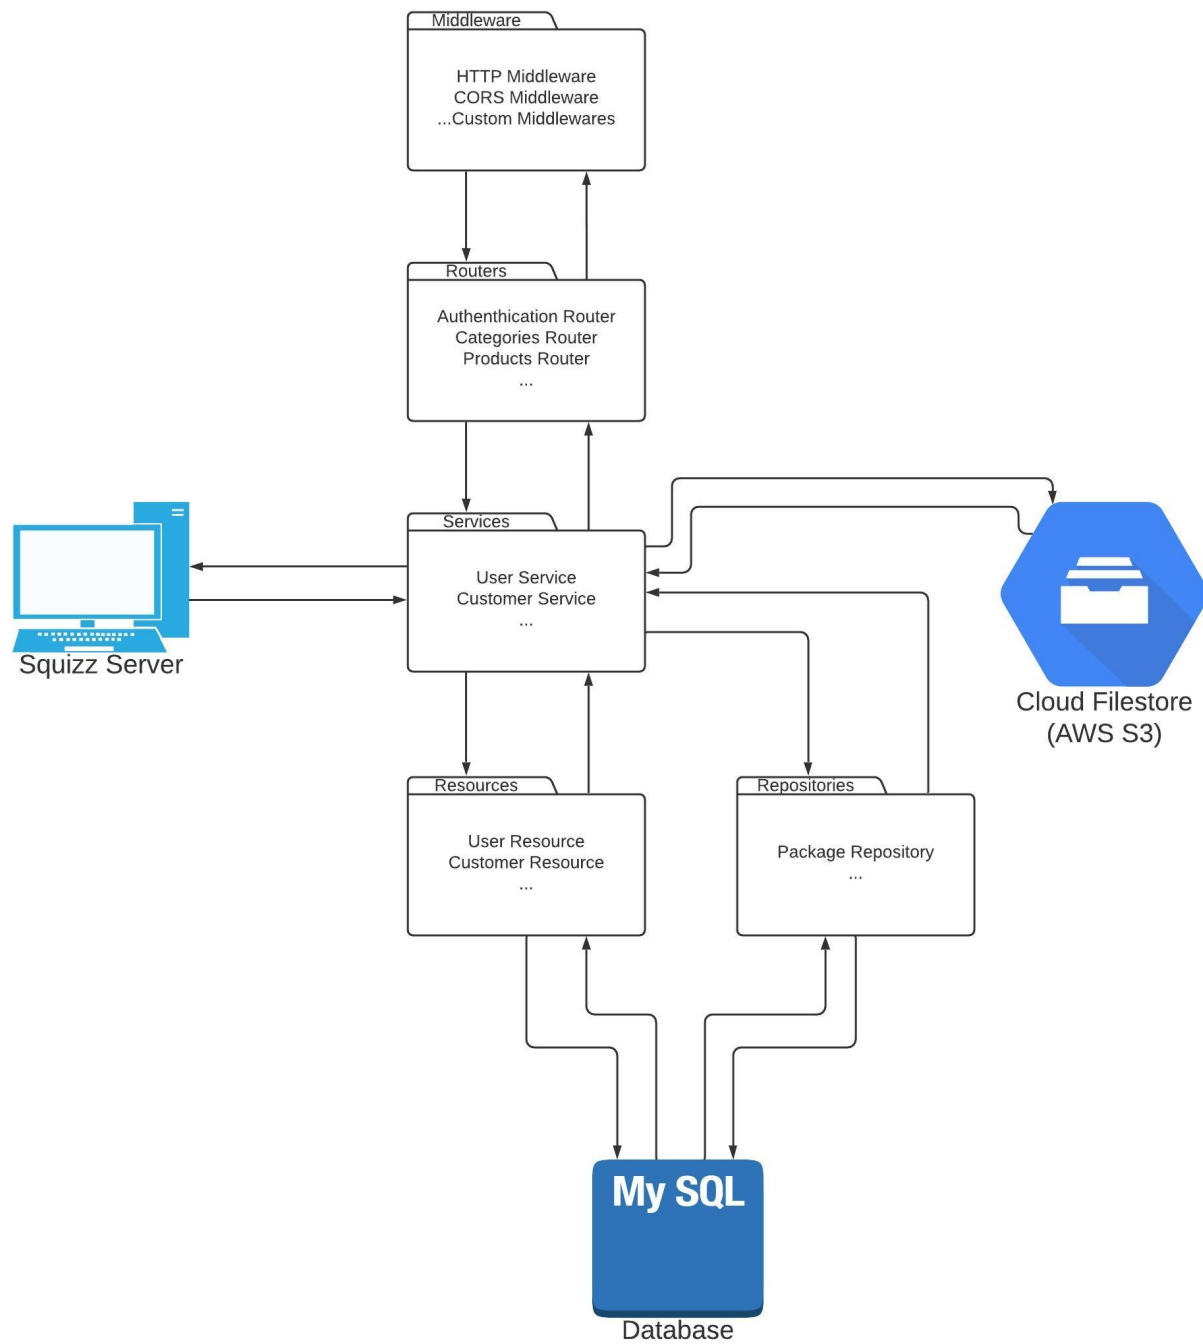 Middleware
HTTP Middleware
CORS Middleware
...Custom Middlewares
Routers
Authenthication Router
Categories Router
Products Router
...
Services
User Service
Customer Service
...
Squizz Server
Cloud Filestore
(AWS S3)
Resources
User Resource
Customer Resource
...
Repositories
Package Repository
...
My SQL
Database